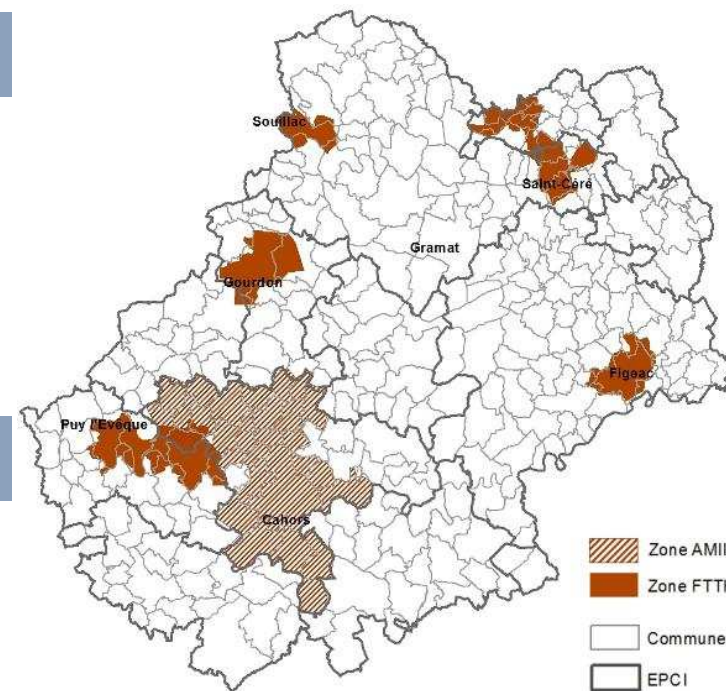 Souillac
Saint-Céré
Gramat
Gourdon
Figeac
Puy l'Evêque
Cahors
Zone AMII
Zone FTTH
Commune
EPCI